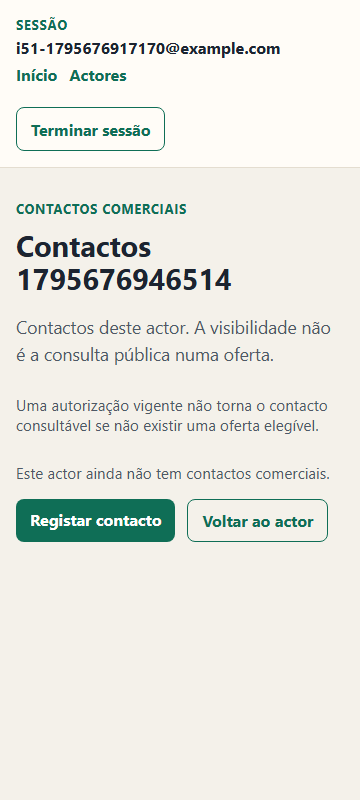 SESSÃO
i51-1795676917170@example.com
Início Actores
Terminar sessão
CONTACTOS COMERCIAIS
Contactos
1795676946514
Contactos deste actor. A visibilidade não
é a consulta pública numa oferta.
Uma autorização vigente não torna o contacto
consultável se não existir uma oferta elegível.
Este actor ainda não tem contactos comerciais.
Registar contacto Voltar ao actor